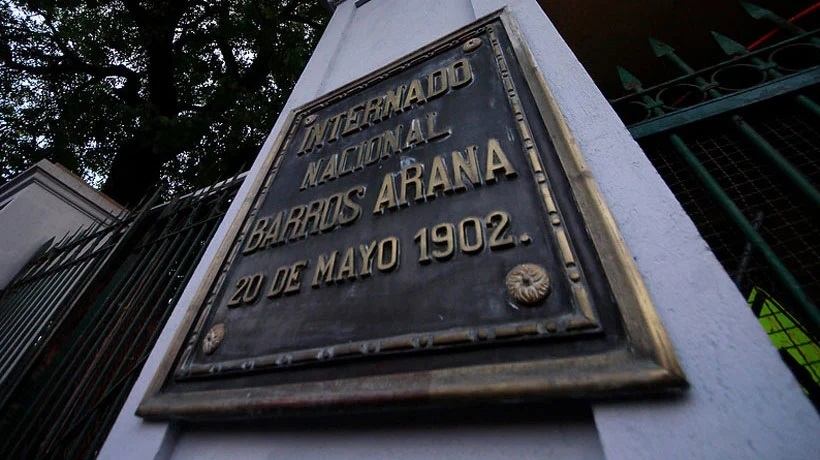 INTERNADO
NACIONAL
BARROS ARANA
20 DE MAYO 1902.